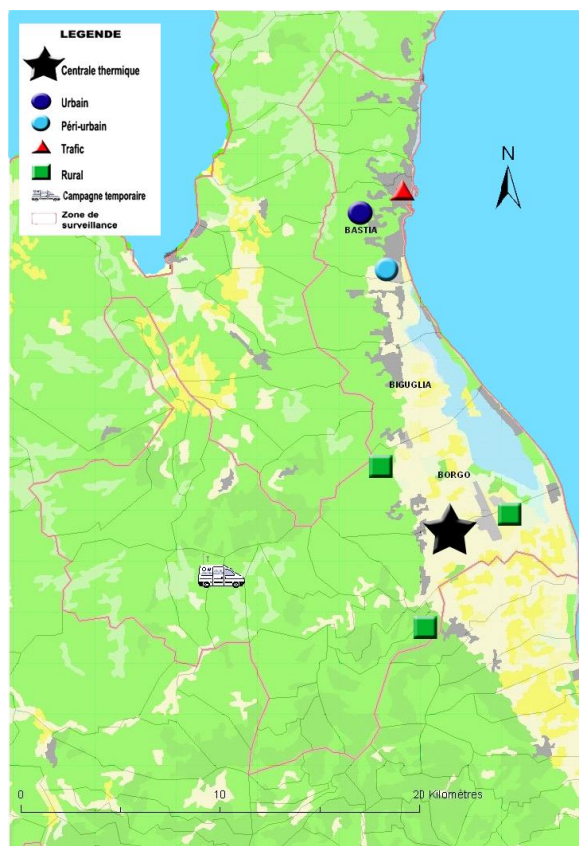 LEGENDE
Centrale thermique
Urbain
Péri-urbain
Trafic
Rural
Campagne temporaire
Zone de
surveillance
N
BASTIA
BIGUGLIA
BORGO
0 10 20 Kilomètres